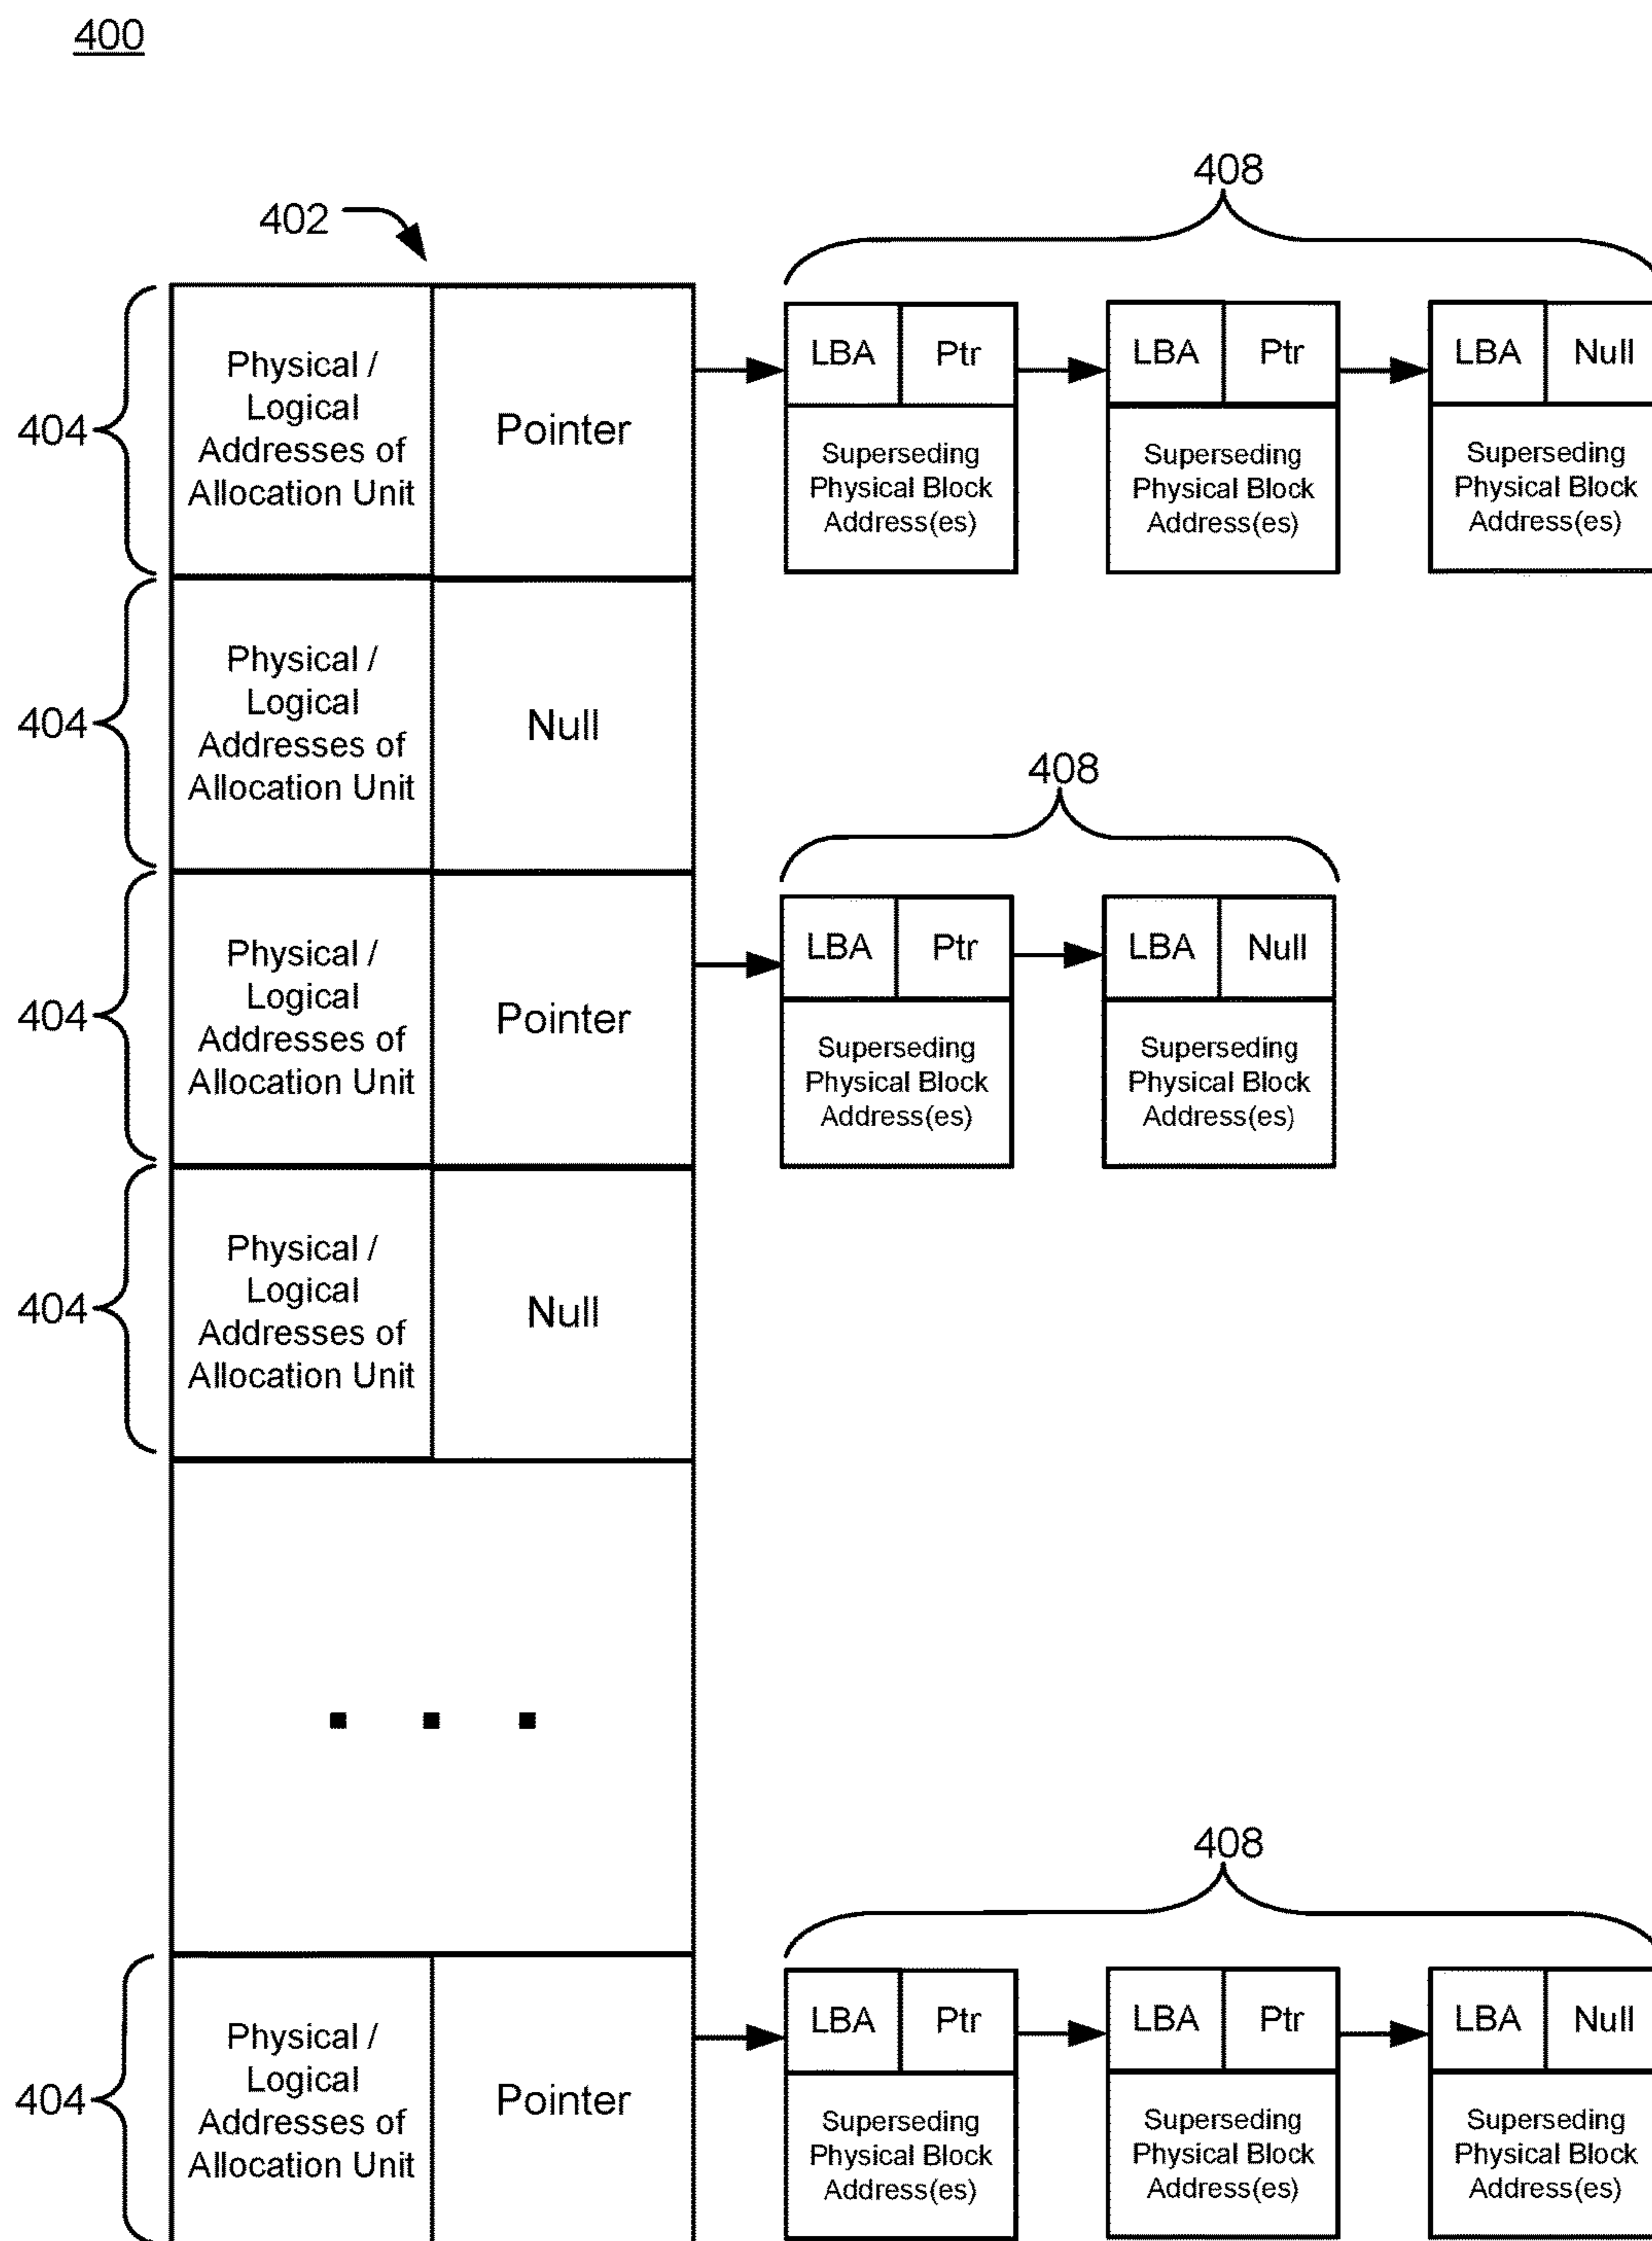 400
408
402
404
Physical /
Logical
Addresses of
Allocation Unit
Pointer
LBA
Ptr
Superseding
Physical Block
Address(es)
LBA
Ptr
Superseding
Physical Block
Address(es)
LBA
Null
Superseding
Physical Block
Address(es)
404
Physical /
Logical
Addresses of
Allocation Unit
Null
408
404
Physical /
Logical
Addresses of
Allocation Unit
Pointer
LBA
Ptr
Superseding
Physical Block
Address(es)
LBA
Null
Superseding
Physical Block
Address(es)
404
Physical /
Logical
Addresses of
Allocation Unit
Null
. . .
408
404
Physical /
Logical
Addresses of
Allocation Unit
Pointer
LBA
Ptr
Superseding
Physical Block
Address(es)
LBA
Ptr
Superseding
Physical Block
Address(es)
LBA
Null
Superseding
Physical Block
Address(es)